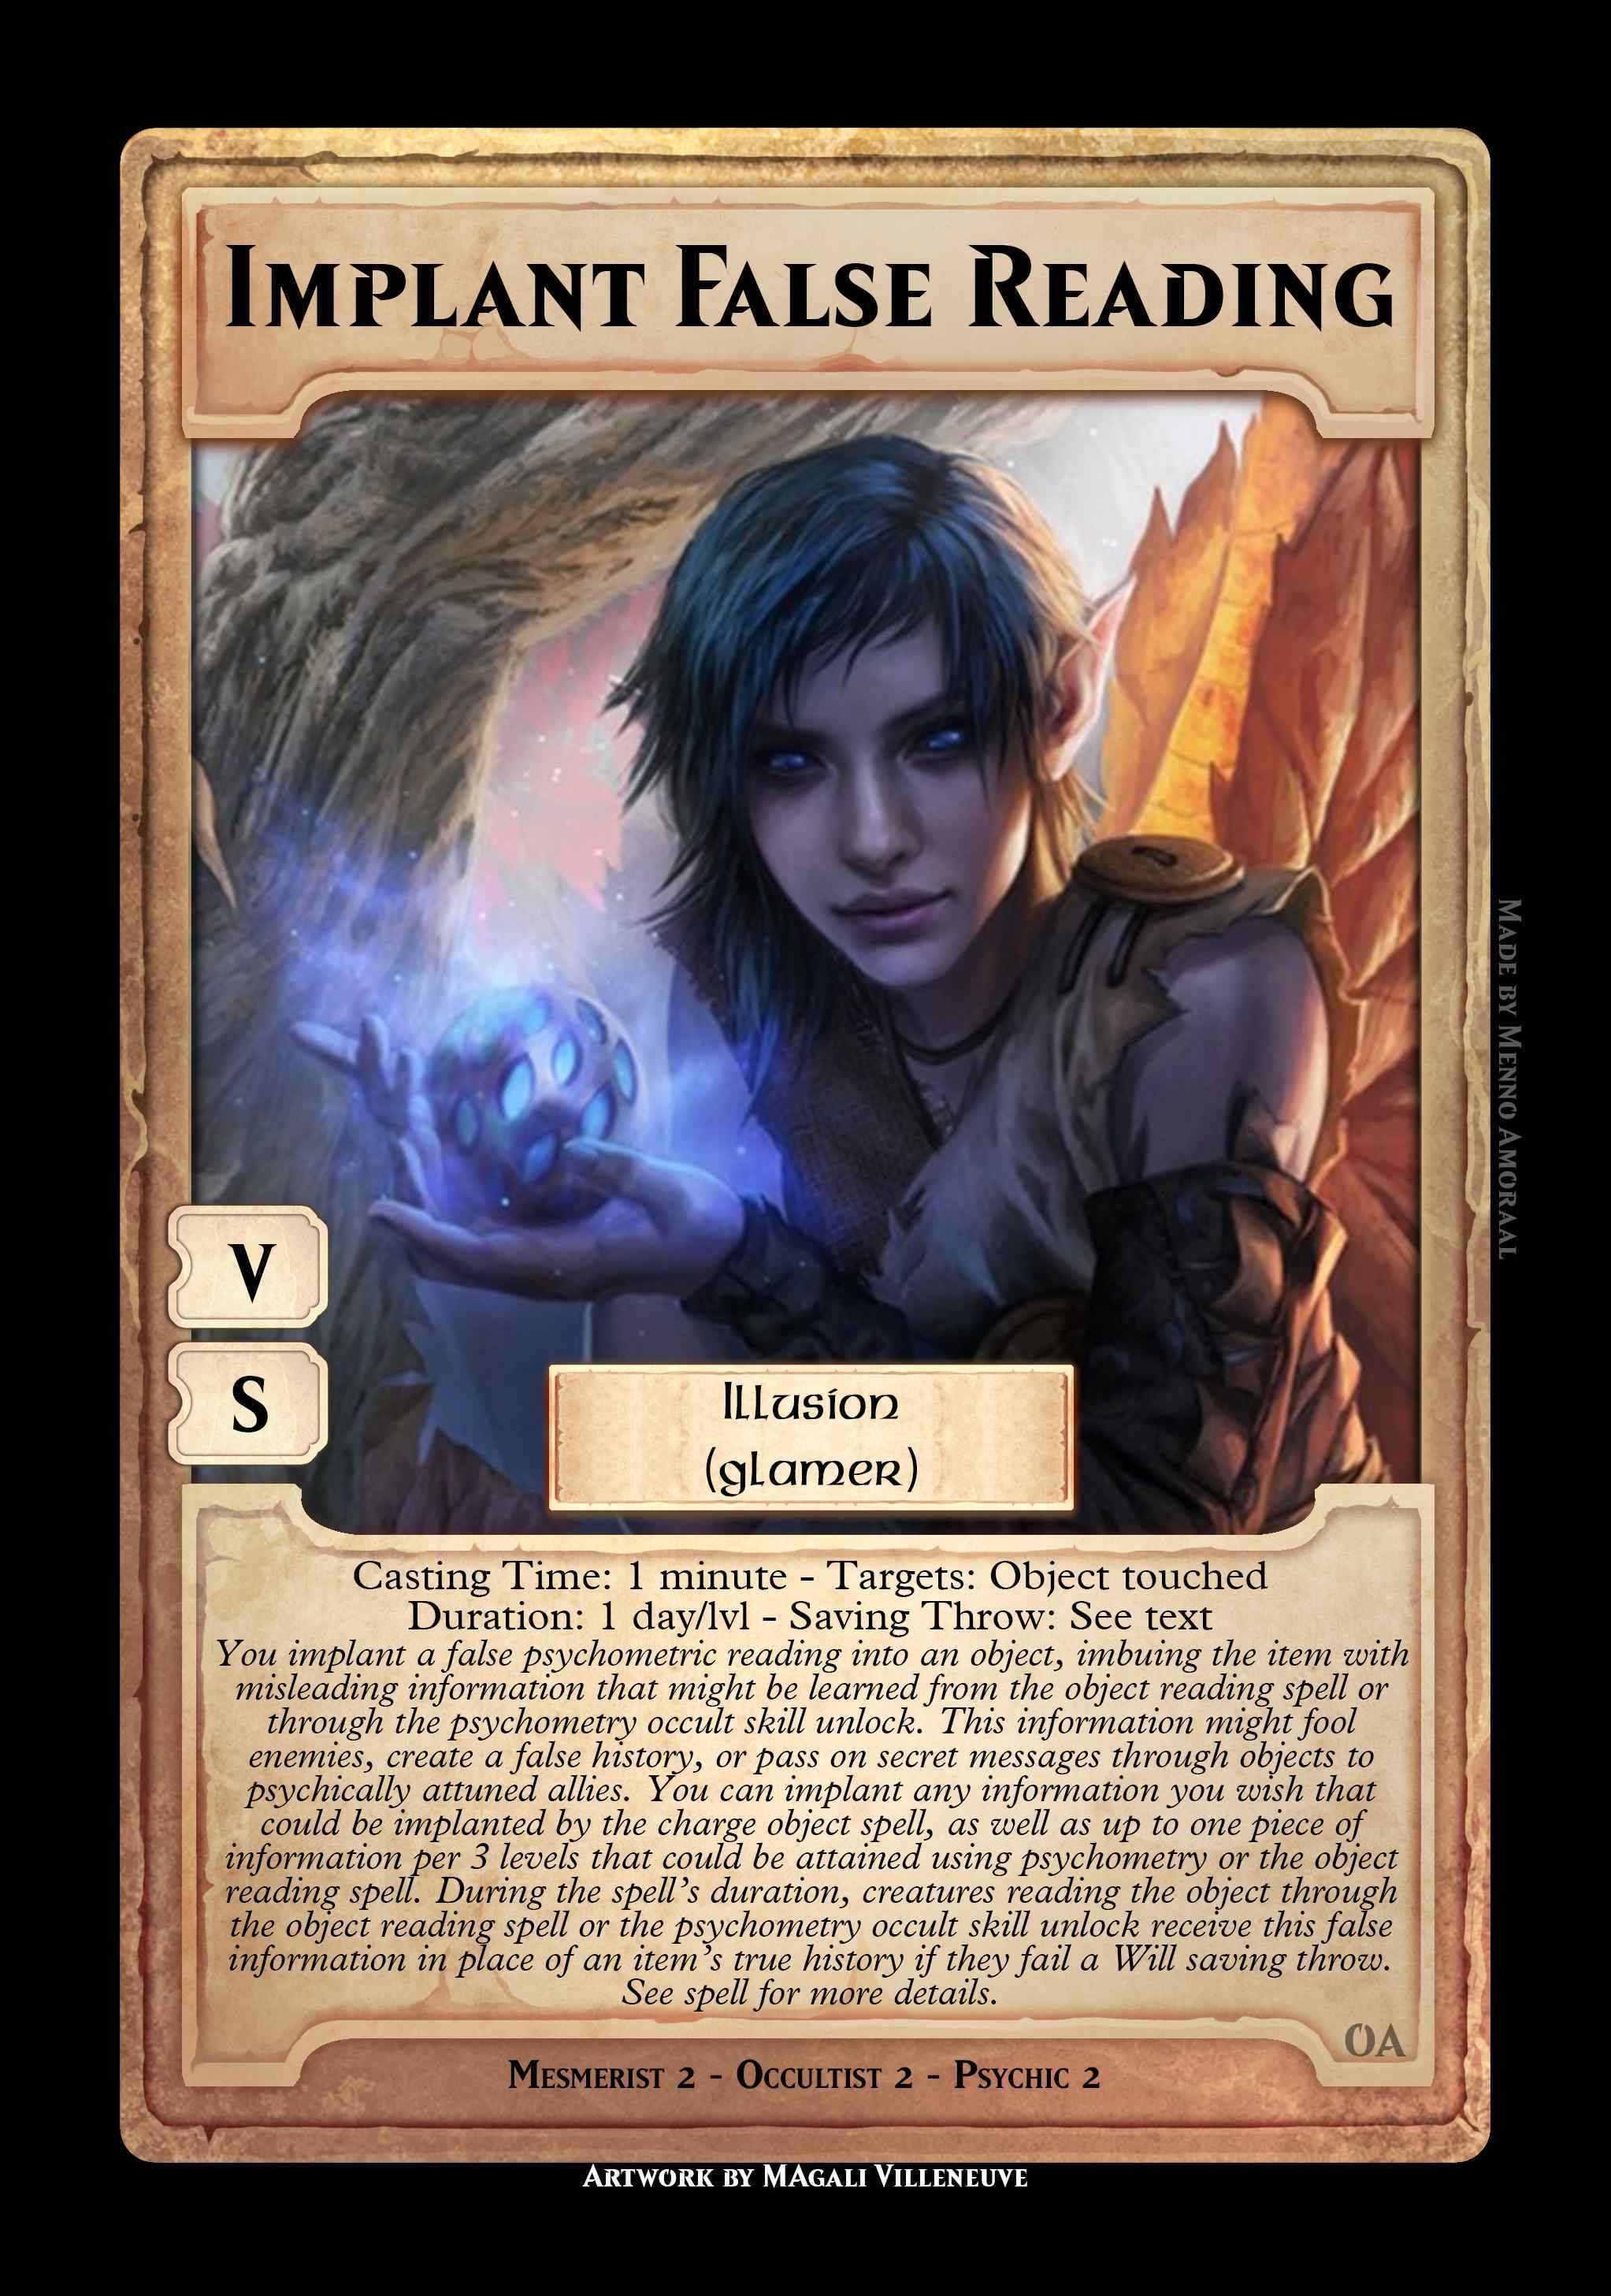 Implant False Reading
V
S
Illusion
(glamer)
Casting Time: 1 minute - Targets: Object touched
Duration: 1 day/lvl - Saving Throw: See text
You implant a false psychometric reading into an object, imbuing the item with
misleading information that might be learned from the object reading spell or
through the psychometry occult skill unlock. This information might fool
enemies, create a false history, or pass on secret messages through objects to
psychically attuned allies. You can implant any information you wish that
could be implanted by the charge object spell, as well as up to one piece of
information per 3 levels that could be attained using psychometry or the object
reading spell. During the spell's duration, creatures reading the object through
the object reading spell or the psychometry occult skill unlock receive this false
information in place of an item's true history if they fail a Will saving throw.
See spell for more details.
OA
Mesmerist 2 - Occultist 2 - Psychic 2
Artwork by MAgali Villeneuve
Made by Menno Amoraal